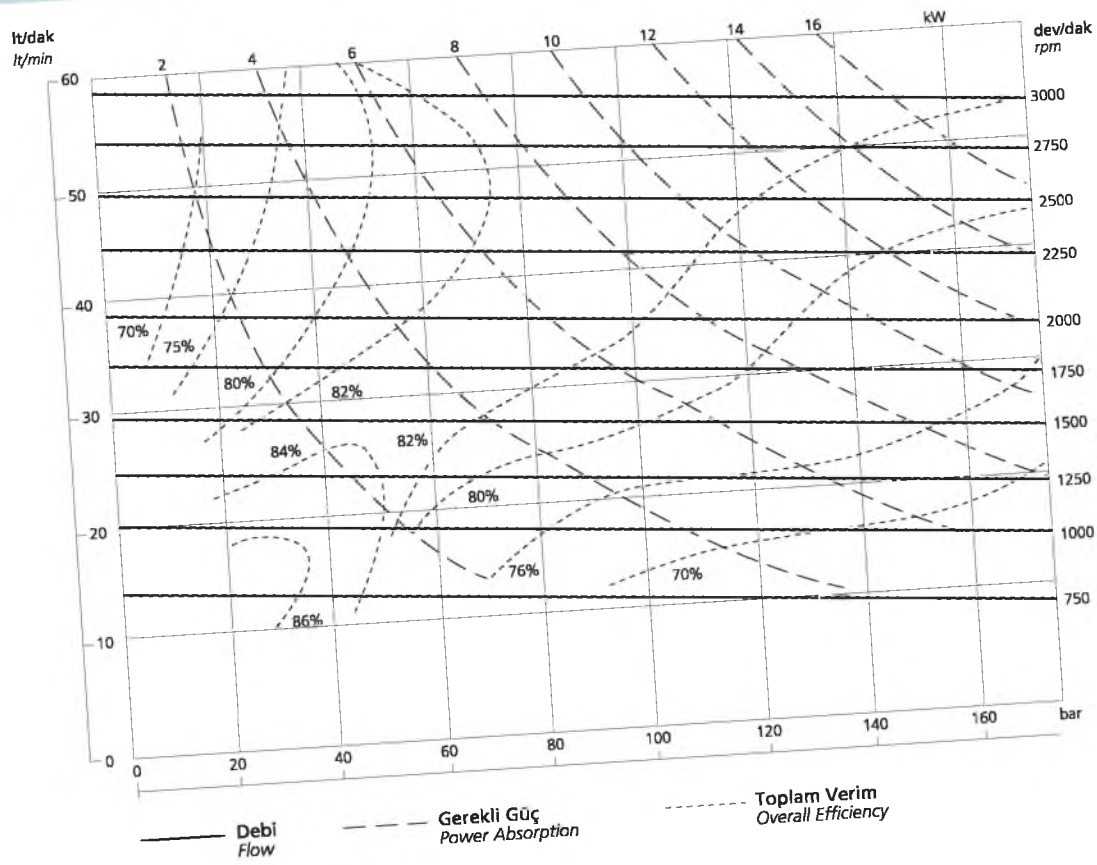 lt/dak
lt/min
2 4 6 8 10 12 14 16 kW
dev/dak
rpm
60
50
40
30
20
10
0
3000
2750
2500
2250
2000
1750
1500
1250
1000
750
70%
75%
80%
82%
84%
82%
80%
86%
76%
70%
0 20 40 60 80 100 120 140 160 bar
Debi
Flow
Gerekli Güç
Power Absorption
Toplam Verim
Overall Efficiency